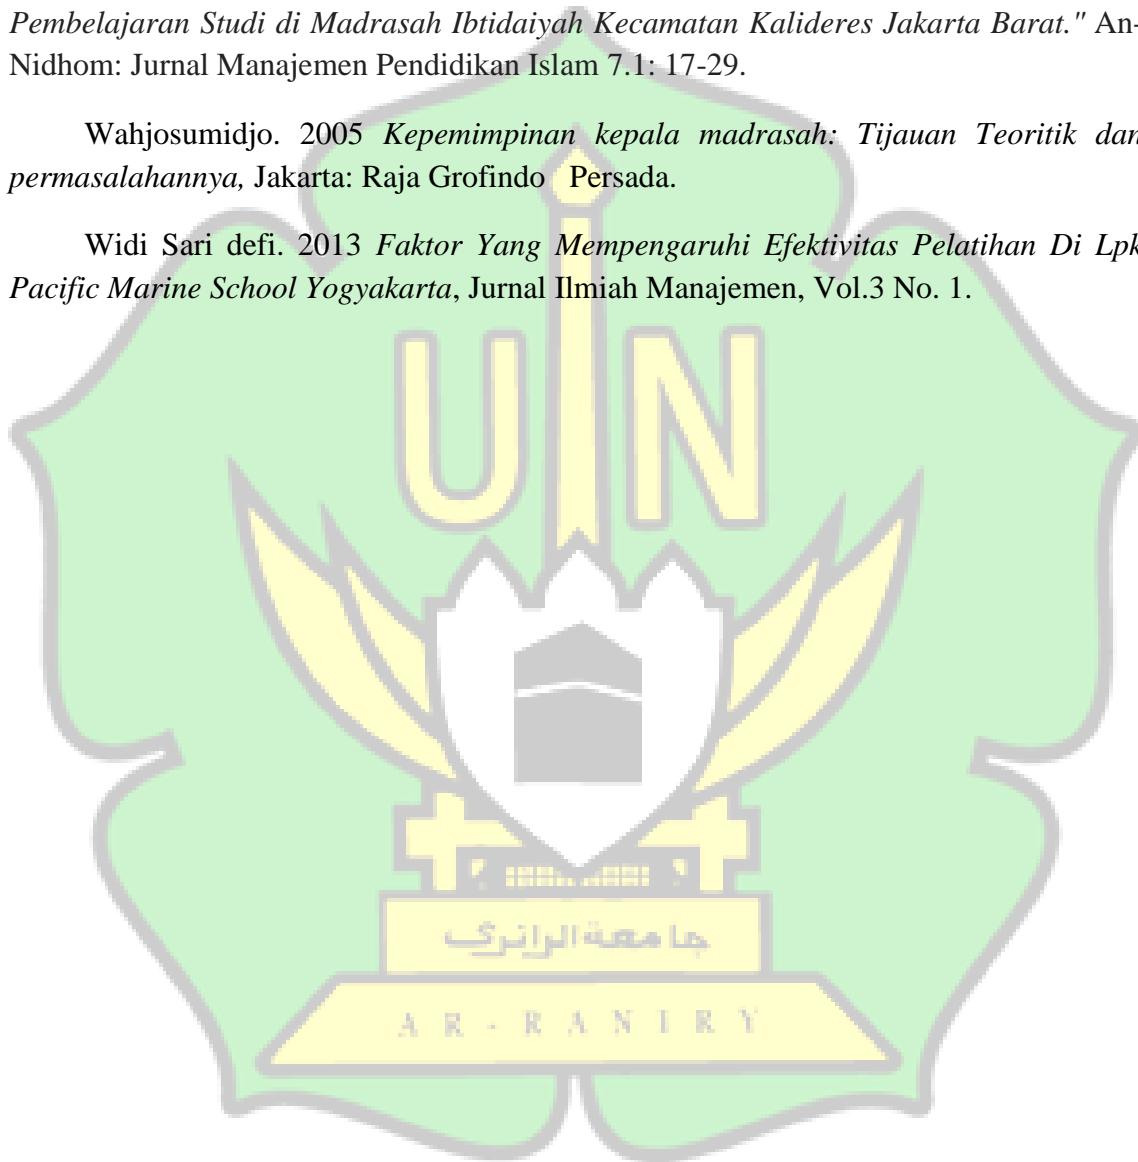 Pembelajaran Studi di Madrasah Ibtidaiyah Kecamatan Kalideres Jakarta Barat." An-
Nidhom: Jurnal Manajemen Pendidikan Islam 7.1: 17-29.
Wahjosumidjo. 2005 Kepemimpinan kepala madrasah: Tijauan Teoritik dan
permasalahannya, Jakarta: Raja Grofindo Persada.
Widi Sari defi. 2013 Faktor Yang Mempengaruhi Efektivitas Pelatihan Di Lpk
Pacific Marine School Yogyakarta, Jurnal Ilmiah Manajemen, Vol.3 No. 1.
UIN
جامعة الرانري
AR-RANIRY